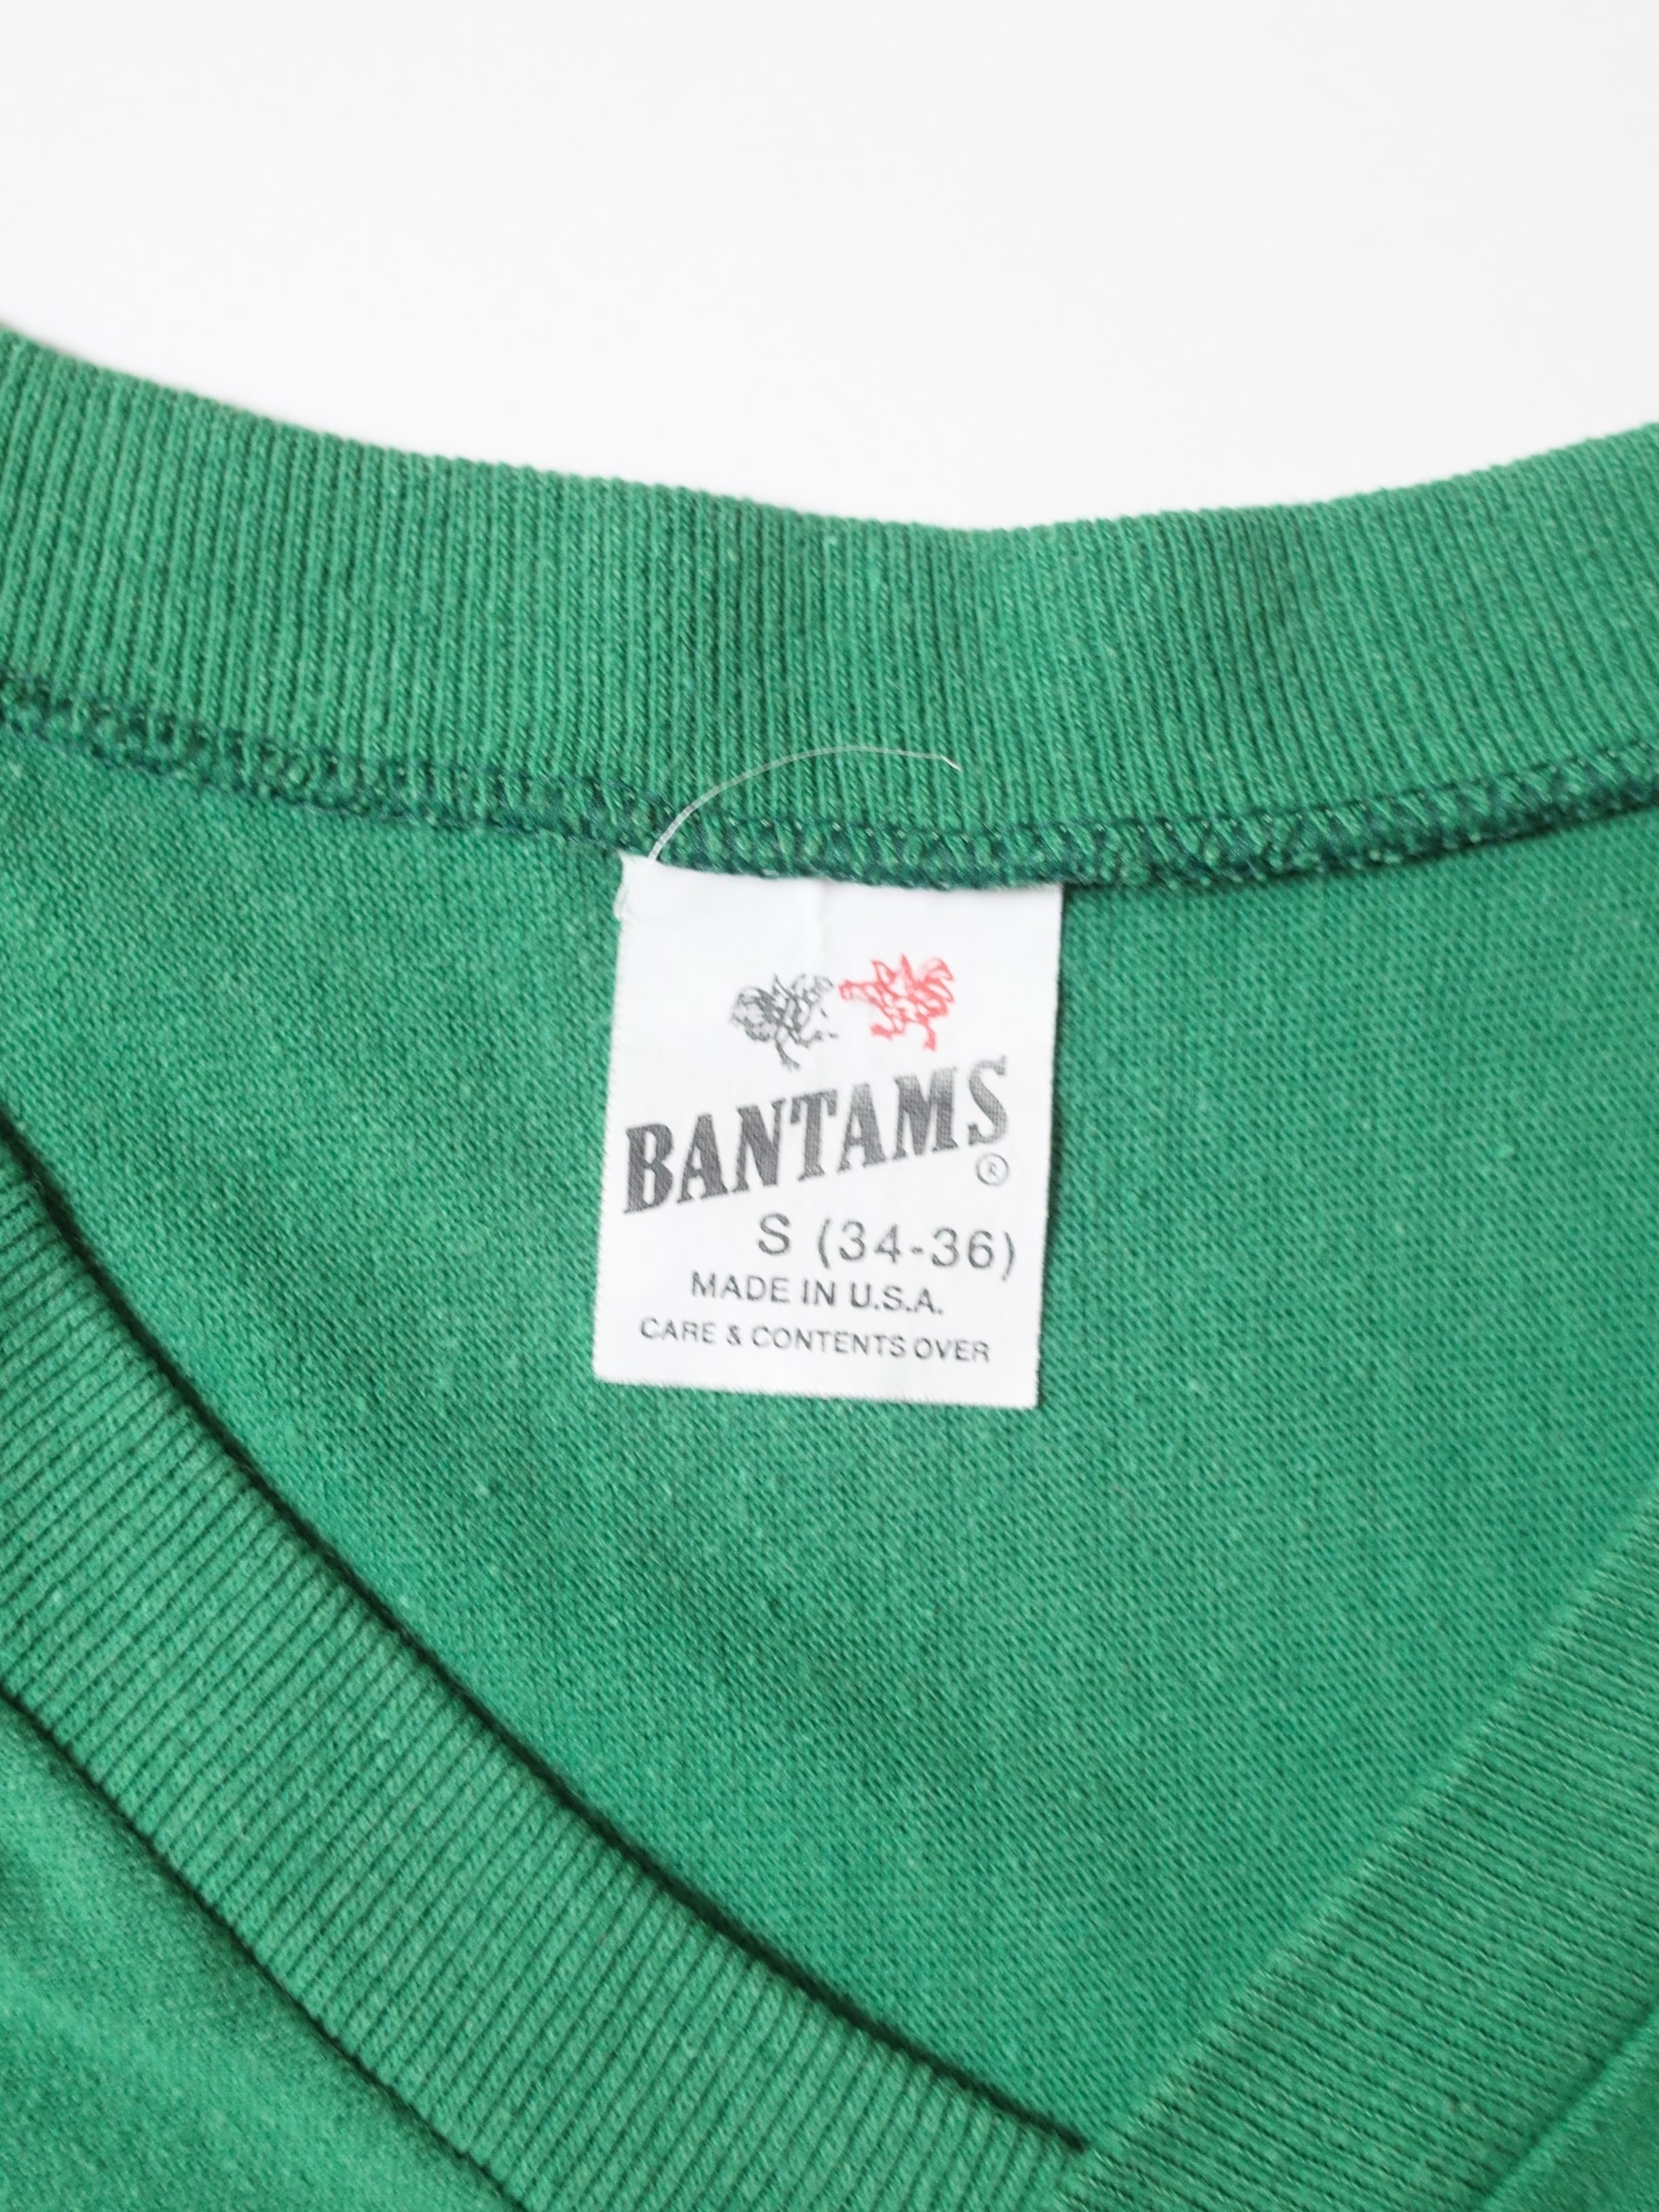 BANTAMS
®
S (34-36)
MADE IN U.S.A.
CARE & CONTENTS OVER